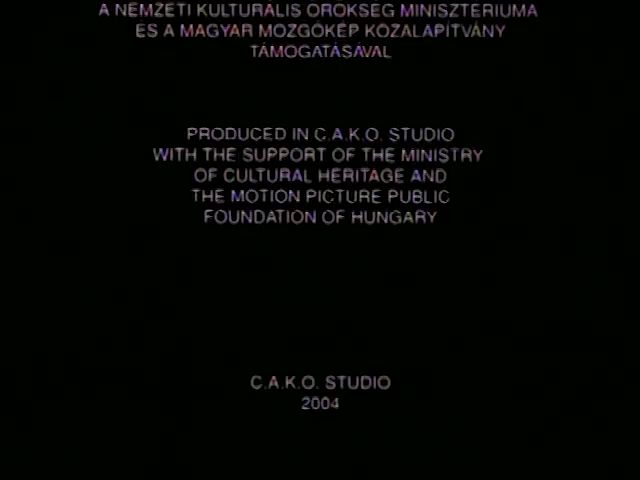 A NEMZETI KULTURÁLIS ÖRÖKSÉG MINISZTÉRIUMA
ÉS A MAGYAR MOZGÓKÉP KÖZALAPÍTVÁNY
TÁMOGATÁSÁVAL
PRODUCED IN C.A.K.O. STUDIO
WITH THE SUPPORT OF THE MINISTRY
OF CULTURAL HERITAGE AND
THE MOTION PICTURE PUBLIC
FOUNDATION OF HUNGARY
C.A.K.O. STUDIO
2004